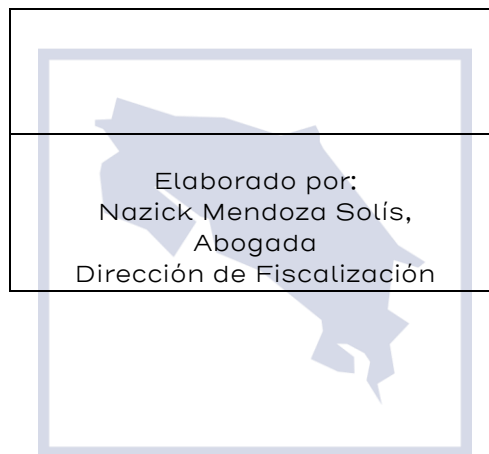 Elaborado por:
Nazick Mendoza Solís,
Abogada
Dirección de Fiscalización